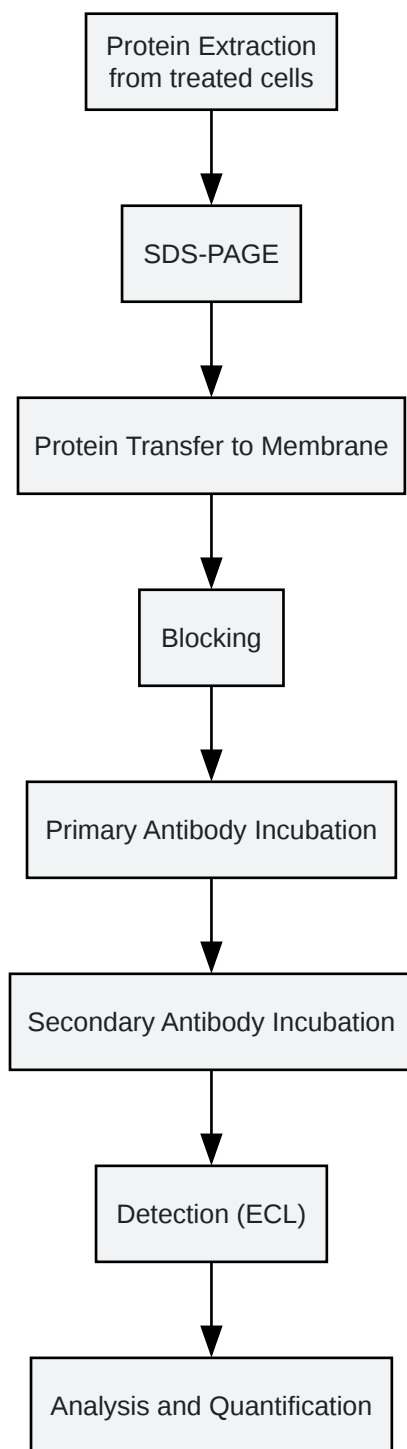 Protein Extraction
from treated cells
SDS-PAGE
Protein Transfer to Membrane
Blocking
Primary Antibody Incubation
Secondary Antibody Incubation
Detection (ECL)
Analysis and Quantification